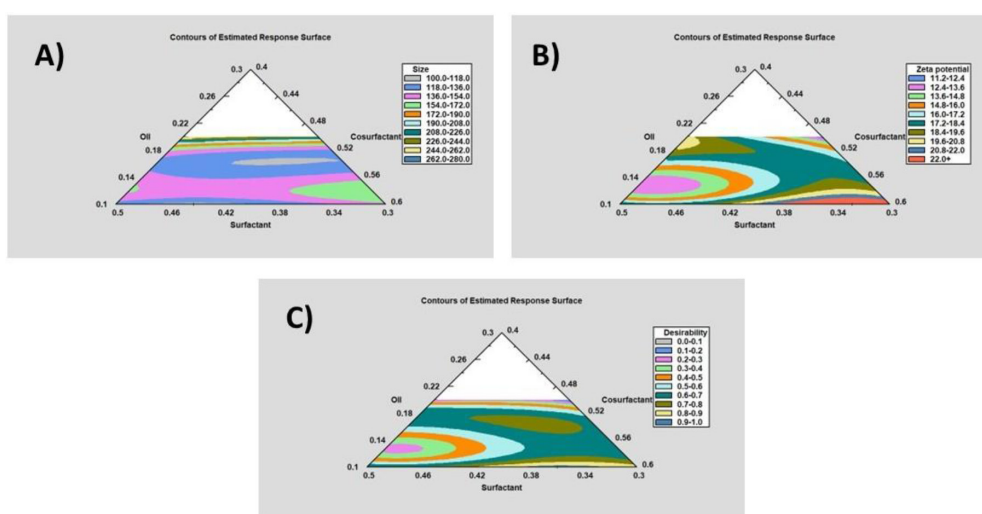 A)
Contours of Estimated Response Surface
0.3 0.4
0.26 0.44
0.22 0.48
Oil Cosurfactant
0.18 0.52
0.14 0.56
0.1 0.6
0.5 0.46 0.42 0.38 0.34 0.3
Surfactant
Size
100.0-118.0
118.0-136.0
136.0-154.0
154.0-172.0
172.0-190.0
190.0-208.0
208.0-226.0
226.0-244.0
244.0-262.0
262.0-280.0
B)
Contours of Estimated Response Surface
0.3 0.4
0.26 0.44
0.22 0.48
Oil Cosurfactant
0.18 0.52
0.14 0.56
0.1 0.6
0.5 0.46 0.42 0.38 0.34 0.3
Surfactant
Zeta potential
11.2-12.4
12.4-13.6
13.6-14.8
14.8-16.0
16.0-17.2
17.2-18.4
18.4-19.6
19.6-20.8
20.8-22.0
22.0+
C)
Contours of Estimated Response Surface
0.3 0.4
0.26 0.44
0.22 0.48
Oil Cosurfactant
0.18 0.52
0.14 0.56
0.1 0.6
0.5 0.46 0.42 0.38 0.34 0.3
Surfactant
Desirability
0.0-0.1
0.1-0.2
0.2-0.3
0.3-0.4
0.4-0.5
0.5-0.6
0.6-0.7
0.7-0.8
0.8-0.9
0.9-1.0